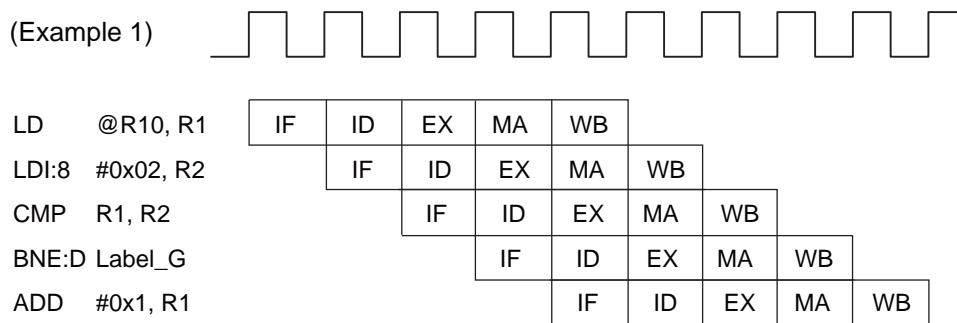 (Example 1)
LD @R10, R1 IF ID EX MA WB
LDI:8 #0x02, R2 IF ID EX MA WB
CMP R1, R2 IF ID EX MA WB
BNE:D Label_G IF ID EX MA WB
ADD #0x1, R1 IF ID EX MA WB